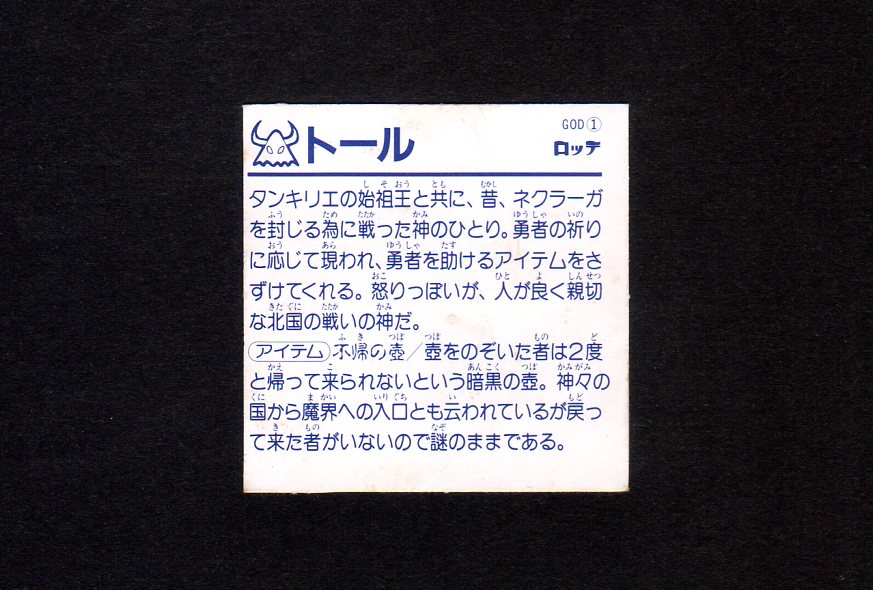 トール
GOD①
ロッテ
タンキリエの始祖王と共に、昔、ネクラーガ
を封じる為に戦った神のひとり。勇者の祈り
に応じて現われ、勇者を助けるアイテムをさ
ずけてくれる。怒りっぽいが、人が良く親切
な北国の戦いの神だ。
アイテム 不帰の壺／壺をのぞいた者は2度
と帰って来られないという暗黒の壺。神々の
国から魔界への入口とも云われているが戻っ
て来た者がいないので謎のままである。